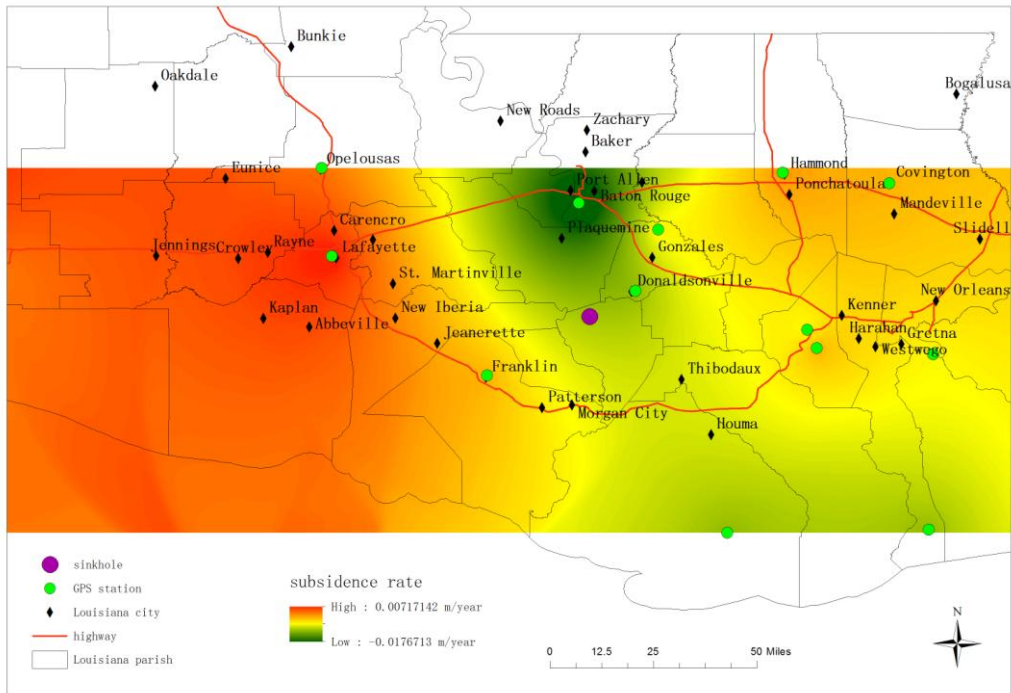 Bunkie
Oakdale
Bogalusa
New Roads
Zachary
Baker
Opelousas
Eunice
Hammond
Covington
Port Allen
Ponchatoula
Baton Rouge
Mandeville
Carencro
Plaquemine
Slidell
Jennings
Crowley
Rayne
Lafayette
Gonzales
St. Martinville
Donaldsonville
New Orleans
Kaplan
Abbeville
New Iberia
Kenner
Jeanerette
Harahan
Gretna
Westwego
Franklin
Thibodaux
Patterson
Morgan City
Houma
sinkhole
GPS station
Louisiana city
highway
Louisiana parish
subsidence rate
High : 0.00717142 m/year
Low : -0.0176713 m/year
N
0 12.5 25 50 Miles